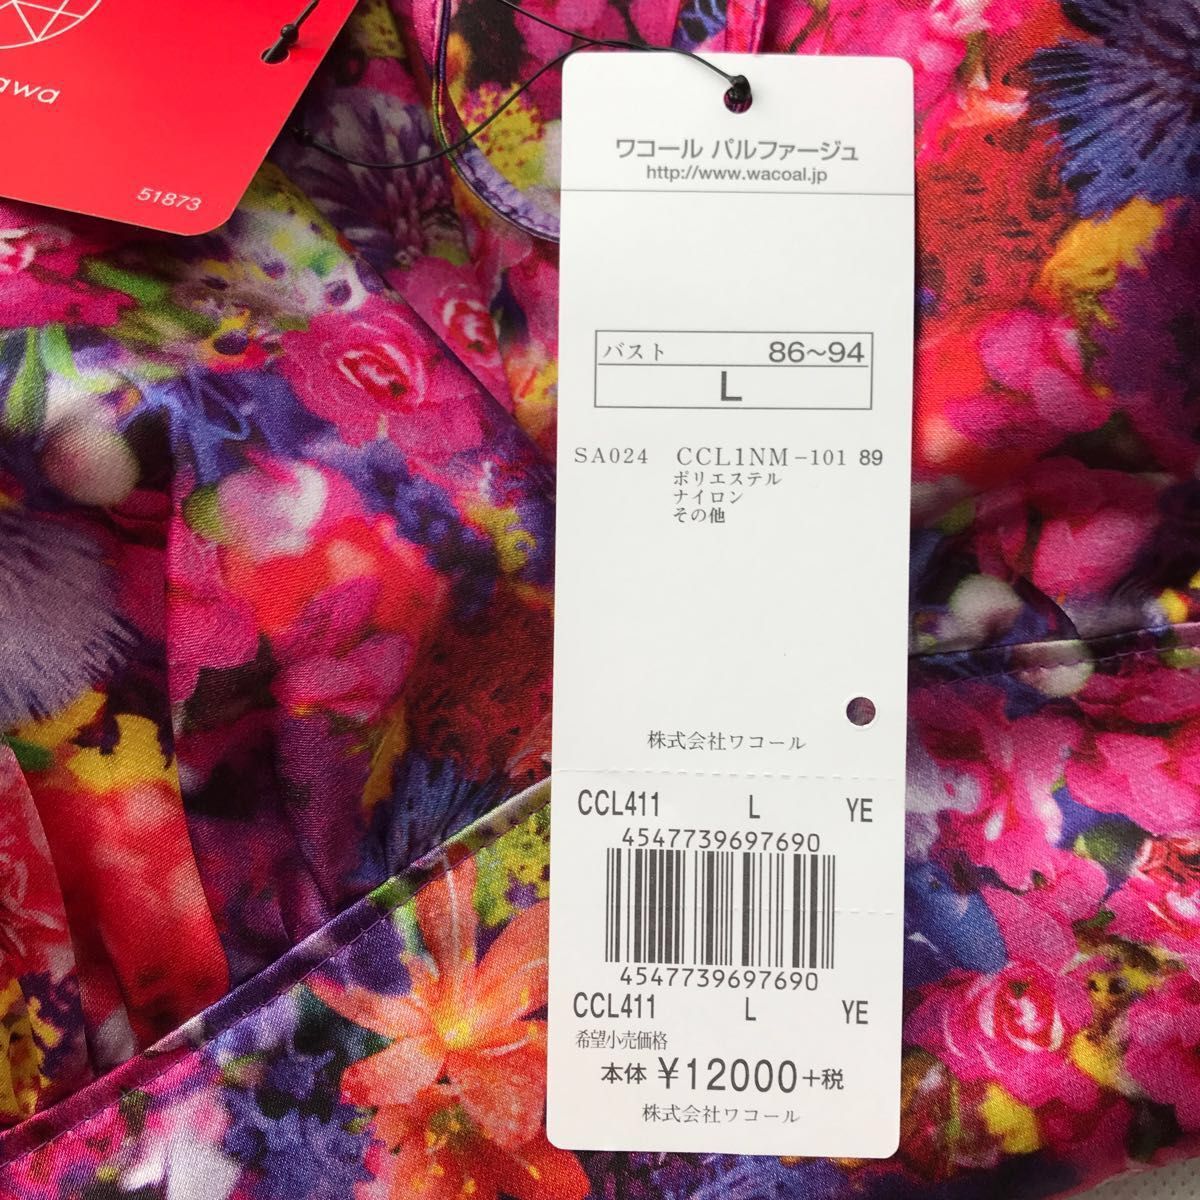 awa
51873
ワコール パルファージュ
http://www.wacoal.jp
バスト 86〜94
L
SA024 CCL1NM-101 89
ポリエステル
ナイロン
その他
株式会社ワコール
CCL411 L YE
4547739697690
4547739697690
CCL411 L YE
希望小売価格
本体 ¥12000+税
株式会社ワコール